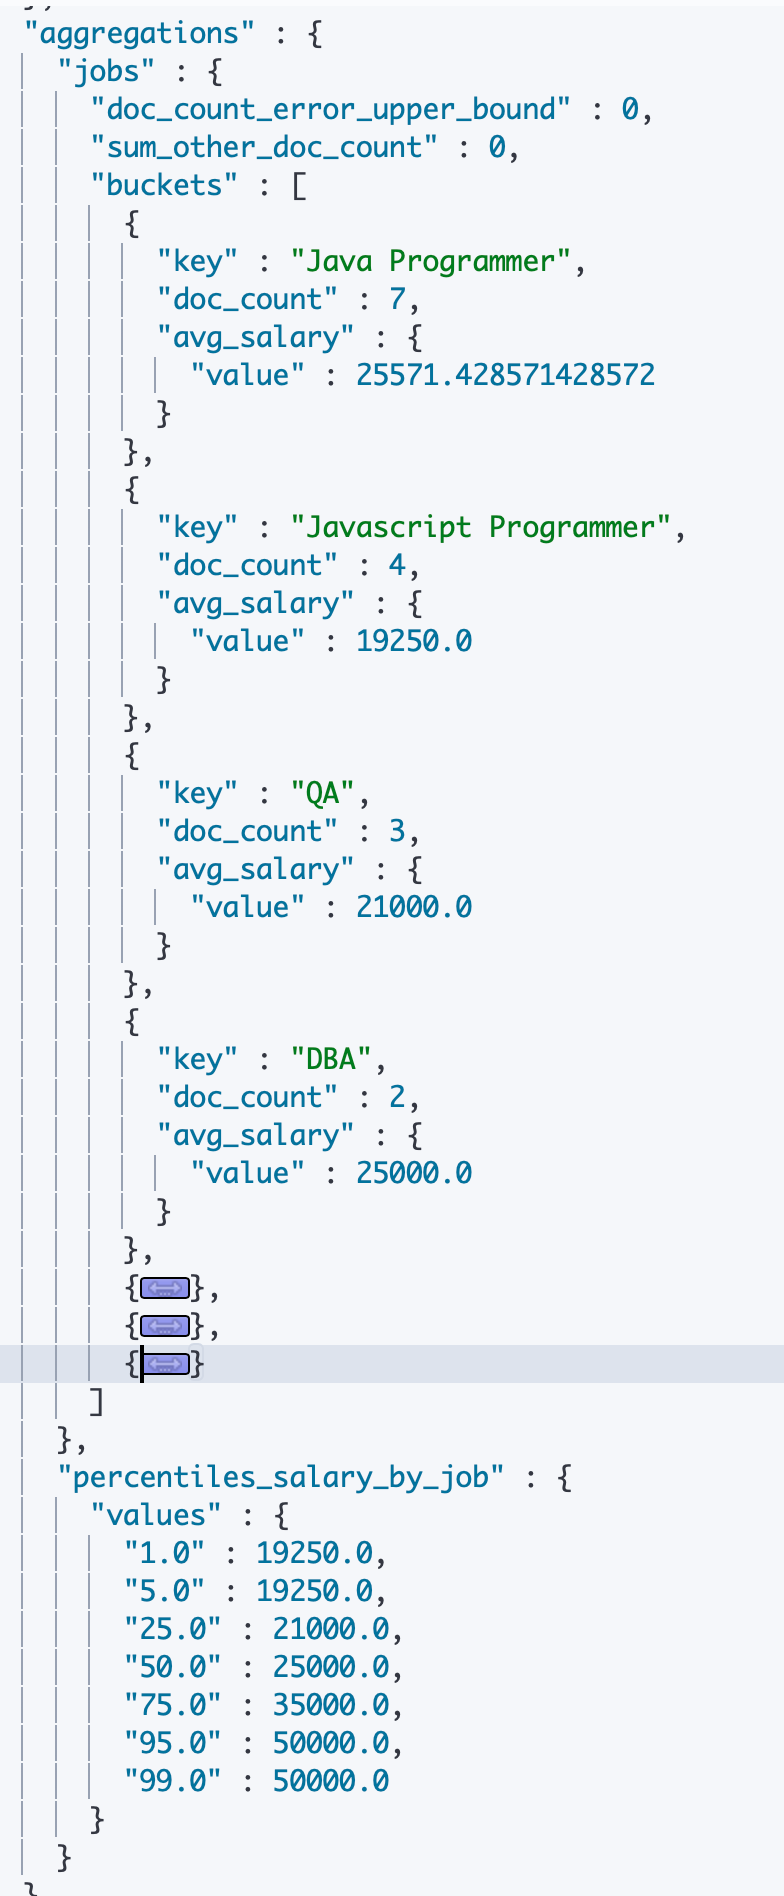 },
"aggregations" : {
"jobs" : {
"doc_count_error_upper_bound" : 0,
"sum_other_doc_count" : 0,
"buckets" : [
{
"key" : "Java Programmer",
"doc_count" : 7,
"avg_salary" : {
"value" : 25571.428571428572
}
},
{
"key" : "Javascript Programmer",
"doc_count" : 4,
"avg_salary" : {
"value" : 19250.0
}
},
{
"key" : "QA",
"doc_count" : 3,
"avg_salary" : {
"value" : 21000.0
}
},
{
"key" : "DBA",
"doc_count" : 2,
"avg_salary" : {
"value" : 25000.0
}
},
{},
{},
{}
]
},
"percentiles_salary_by_job" : {
"values" : {
"1.0" : 19250.0,
"5.0" : 19250.0,
"25.0" : 21000.0,
"50.0" : 25000.0,
"75.0" : 35000.0,
"95.0" : 50000.0,
"99.0" : 50000.0
}
}
}